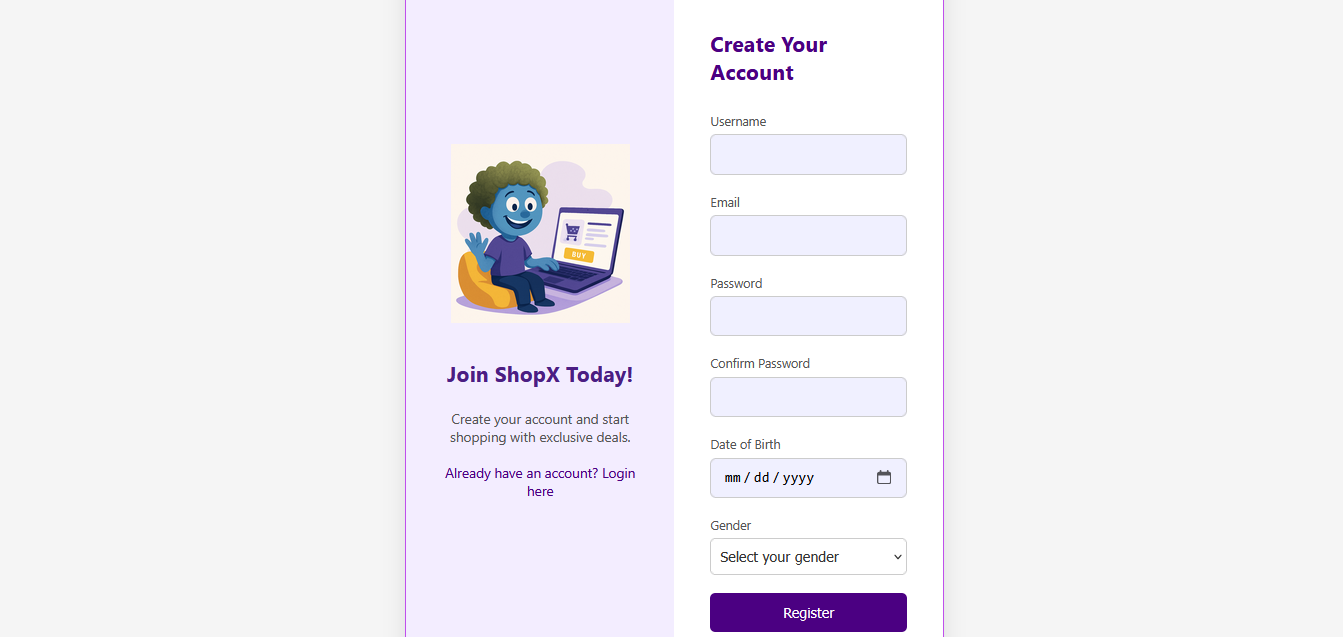 BUY
Join ShopX Today!
Create your account and start
shopping with exclusive deals.
Already have an account? Login
here
Create Your
Account
Username
Email
Password
Confirm Password
Date of Birth
mm/dd/yyyy
Gender
Select your gender
Register